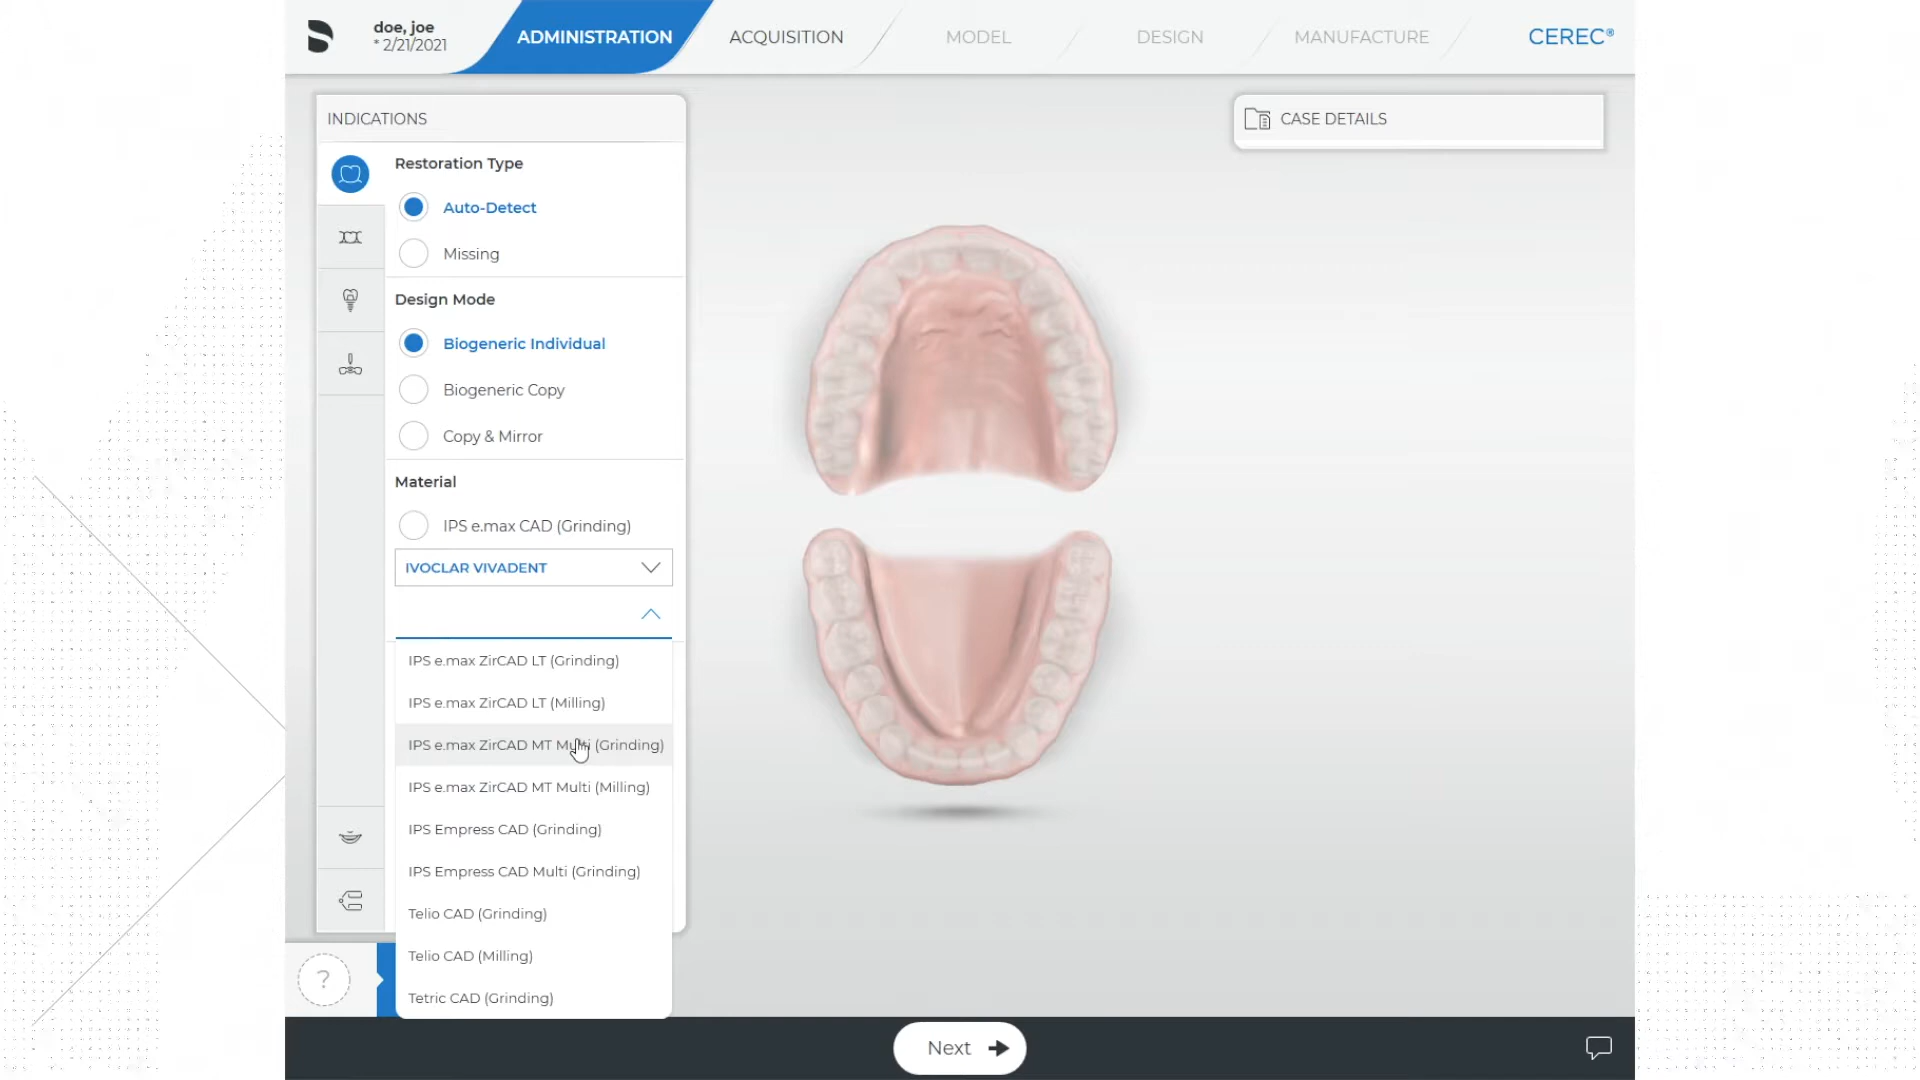 doe, joe
* 2/21/2021
ADMINISTRATION
ACQUISITION
MODEL
DESIGN
MANUFACTURE
CEREC®
INDICATIONS
CASE DETAILS
Restoration Type
Auto-Detect
Missing
Design Mode
Biogeneric Individual
Biogeneric Copy
Copy & Mirror
Material
IPS e.max CAD (Grinding)
IVOCLAR VIVADENT
IPS e.max ZirCAD LT (Grinding)
IPS e.max ZirCAD LT (Milling)
IPS e.max ZirCAD MT Multi (Grinding)
IPS e.max ZirCAD MT Multi (Milling)
IPS Empress CAD (Grinding)
IPS Empress CAD Multi (Grinding)
Telio CAD (Grinding)
Telio CAD (Milling)
Tetric CAD (Grinding)
?
Next